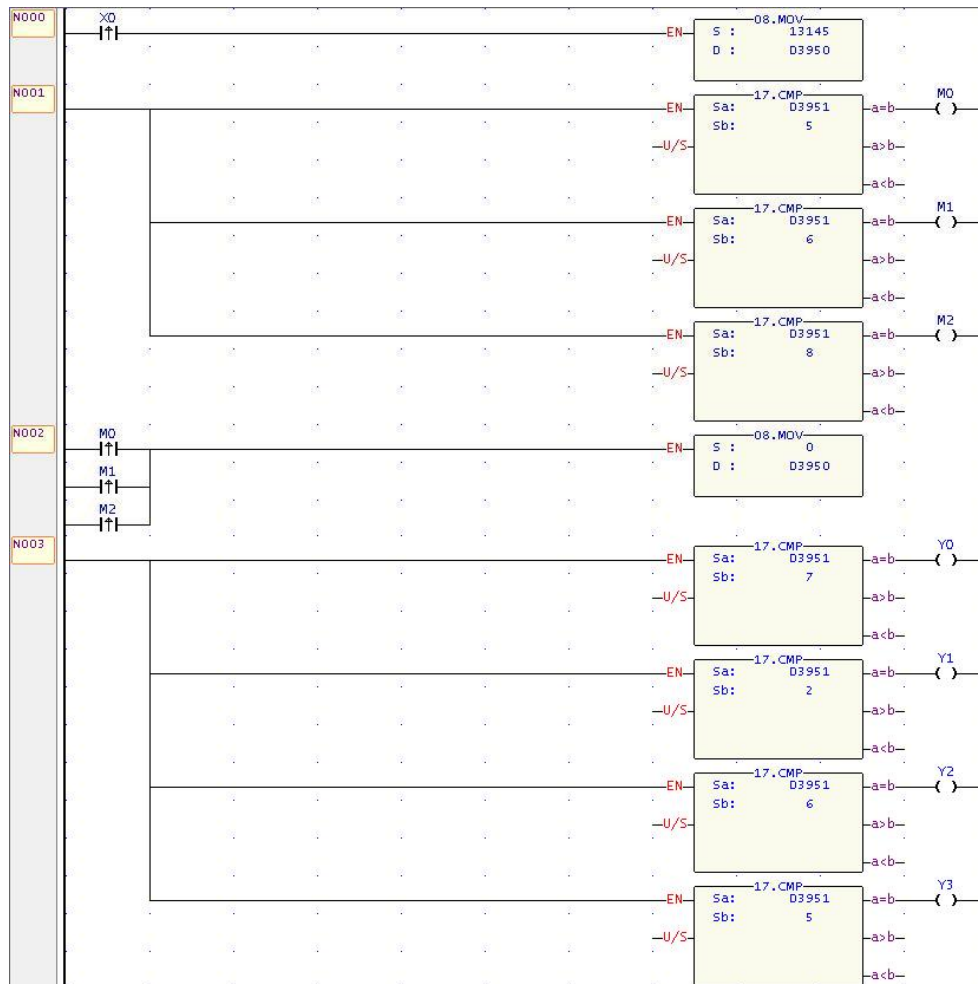 N000
X0
08.MOV
EN S : 13145
D : D3950
N001
17.CMP
M0
EN Sa: D3951 a=b
Sb: 5
U/S a>b
a<b
17.CMP
M1
EN Sa: D3951 a=b
Sb: 6
U/S a>b
a<b
17.CMP
M2
EN Sa: D3951 a=b
Sb: 8
U/S a>b
a<b
N002
M0
08.MOV
EN S : 0
D : D3950
M1
M2
N003
17.CMP
Y0
EN Sa: D3951 a=b
Sb: 7
U/S a>b
a<b
17.CMP
Y1
EN Sa: D3951 a=b
Sb: 2
U/S a>b
a<b
17.CMP
Y2
EN Sa: D3951 a=b
Sb: 6
U/S a>b
a<b
17.CMP
Y3
EN Sa: D3951 a=b
Sb: 5
U/S a>b
a<b